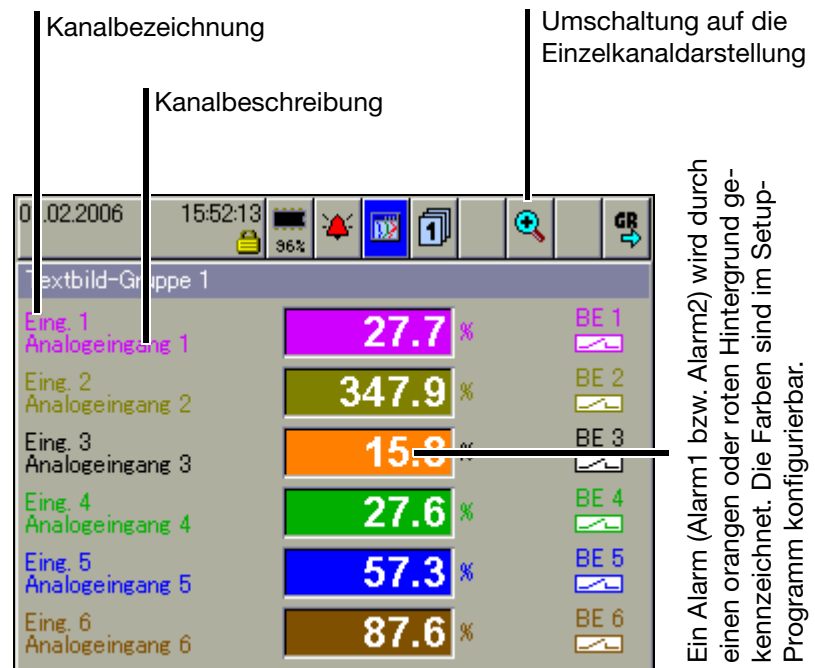 Kanalbezeichnung
Kanalbeschreibung
Umschaltung auf die
Einzelkanaldarstellung
.02.2006 15:52:13
96%
1
GR
Textbild-Gruppe 1
Eing. 1
Analogeingang 1
27.7 %
BE 1
Eing. 2
Analogeingang 2
347.9 %
BE 2
Eing. 3
Analogeingang 3
15.8 %
BE 3
Eing. 4
Analogeingang 4
27.6 %
BE 4
Eing. 5
Analogeingang 5
57.3 %
BE 5
Eing. 6
Analogeingang 6
87.6 %
BE 6
Ein Alarm (Alarm1 bzw. Alarm2) wird durch
einen orangen oder roten Hintergrund ge-
kennzeichnet. Die Farben sind im Setup-
Programm konfigurierbar.